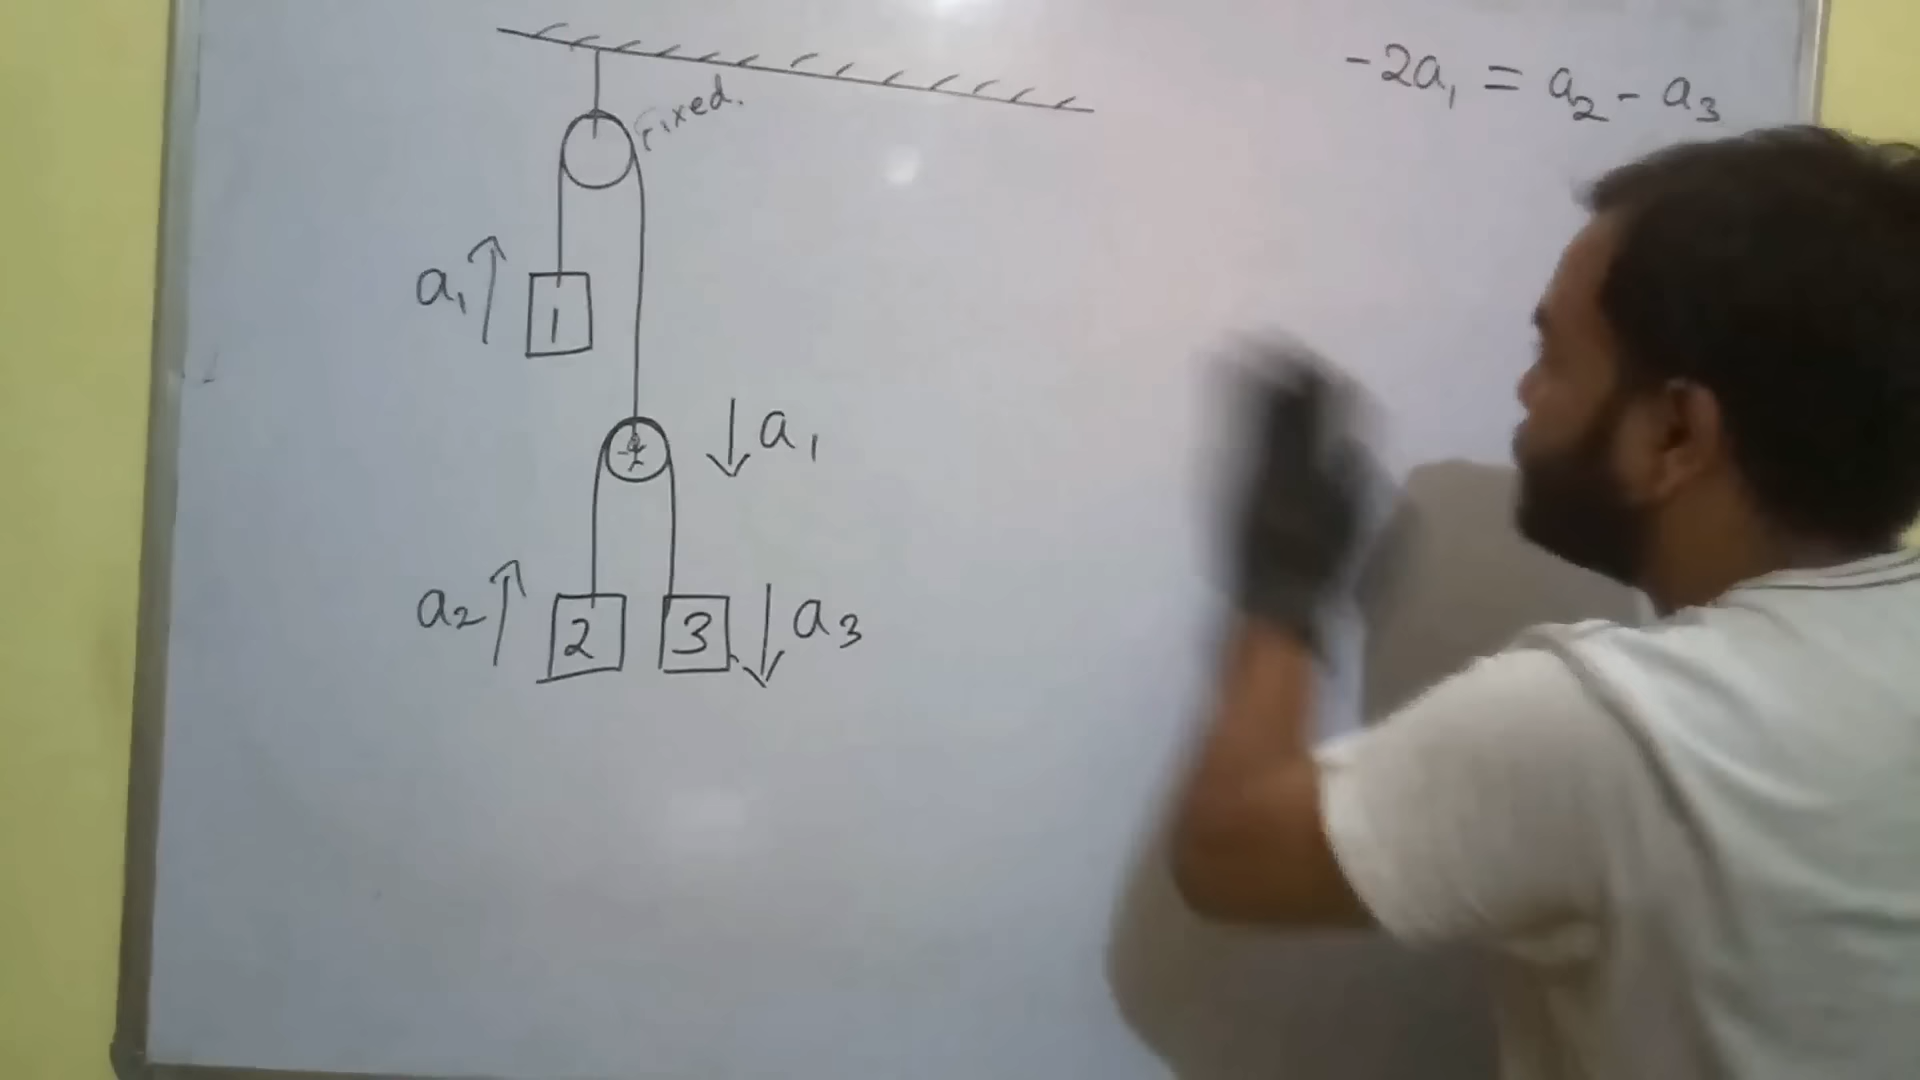 -2a₁ = a₂ - a₃
Fixed.
a₁
1
a₁
a₂
2
3
a₃